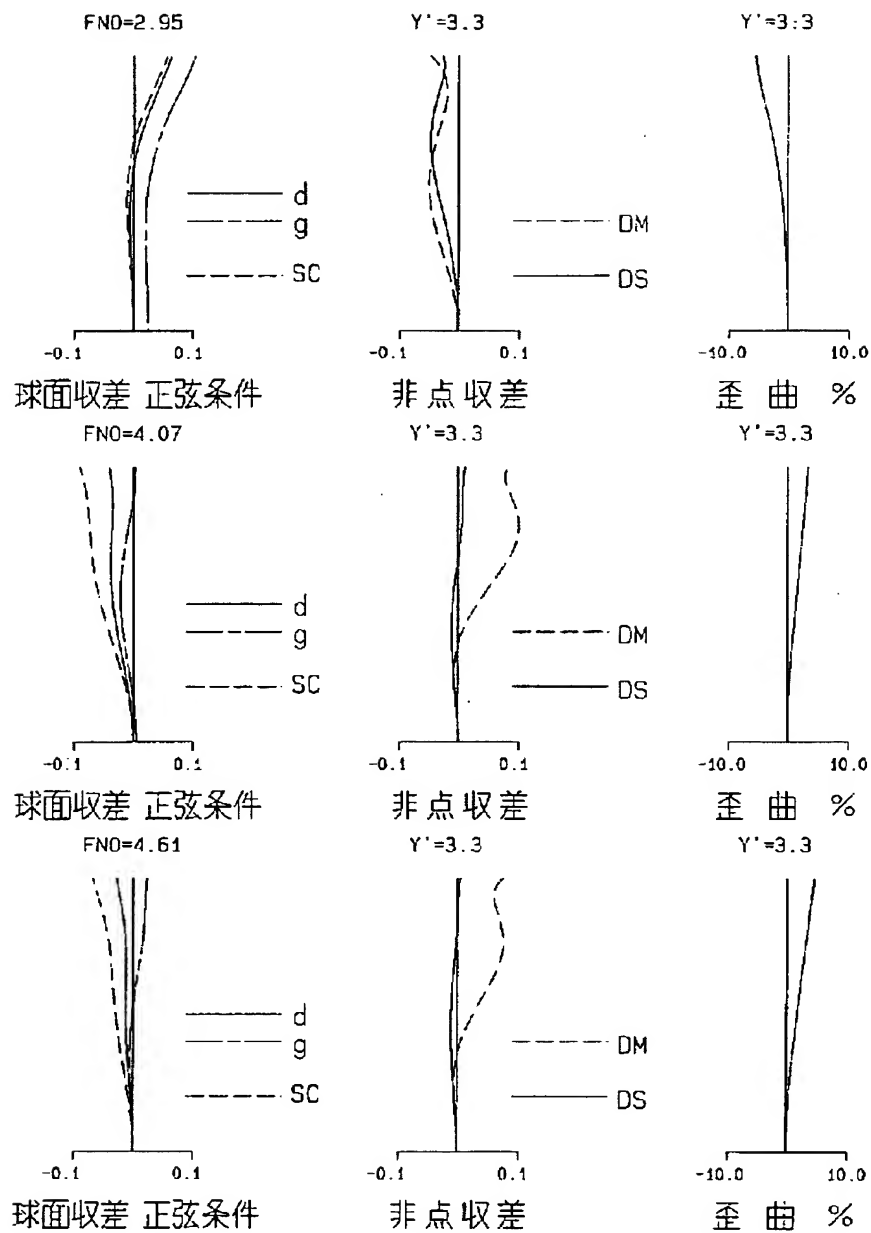 FNO=2.95 Y'=3.3 Y'=3:3
d
g
SC
DM
DS
-0.1 0.1 -0.1 0.1 -10.0 10.0
球面収差 正弦条件 非点収差 歪曲 %
FNO=4.07 Y'=3.3 Y'=3.3
d
g
SC
DM
DS
-0.1 0.1 -0.1 0.1 -10.0 10.0
球面収差 正弦条件 非点収差 歪曲 %
FNO=4.61 Y'=3.3 Y'=3.3
d
g
SC
DM
DS
-0.1 0.1 -0.1 0.1 -10.0 10.0
球面収差 正弦条件 非点収差 歪曲 %